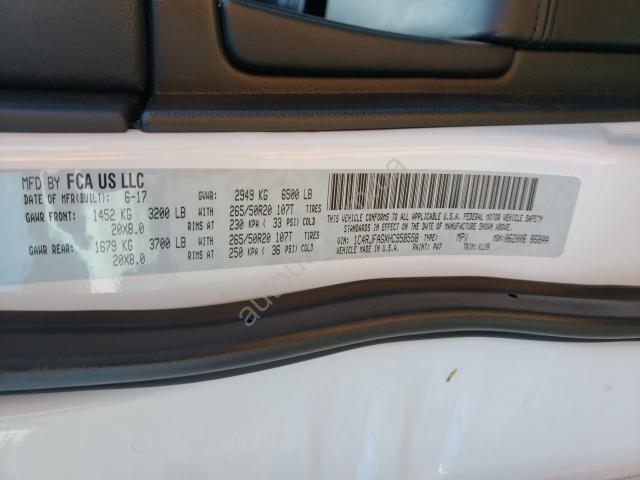 MFD BY FCA US LLC
DATE OF MFR(BUILT): 6-17 GVWR: 2949 KG 6500 LB
GAWR FRONT: 1452 KG 3200 LB WITH 265/50R20 107T TIRES
20X8.0 RIMS AT 230 KPA ( 33 PSI) COLD
GAWR REAR: 1679 KG 3700 LB WITH 265/50R20 107T TIRES
20X8.0 RIMS AT 250 KPA ( 36 PSI) COLD
THIS VEHICLE CONFORMS TO ALL APPLICABLE U.S.A. FEDERAL MOTOR VEHICLE SAFETY
STANDARDS IN EFFECT ON THE DATE OF MANUFACTURE SHOWN ABOVE
VIN: TYPE: MPV MDH: 062006
VEHICLE MADE IN U.S.A. PAINT: PW7 TRIM: